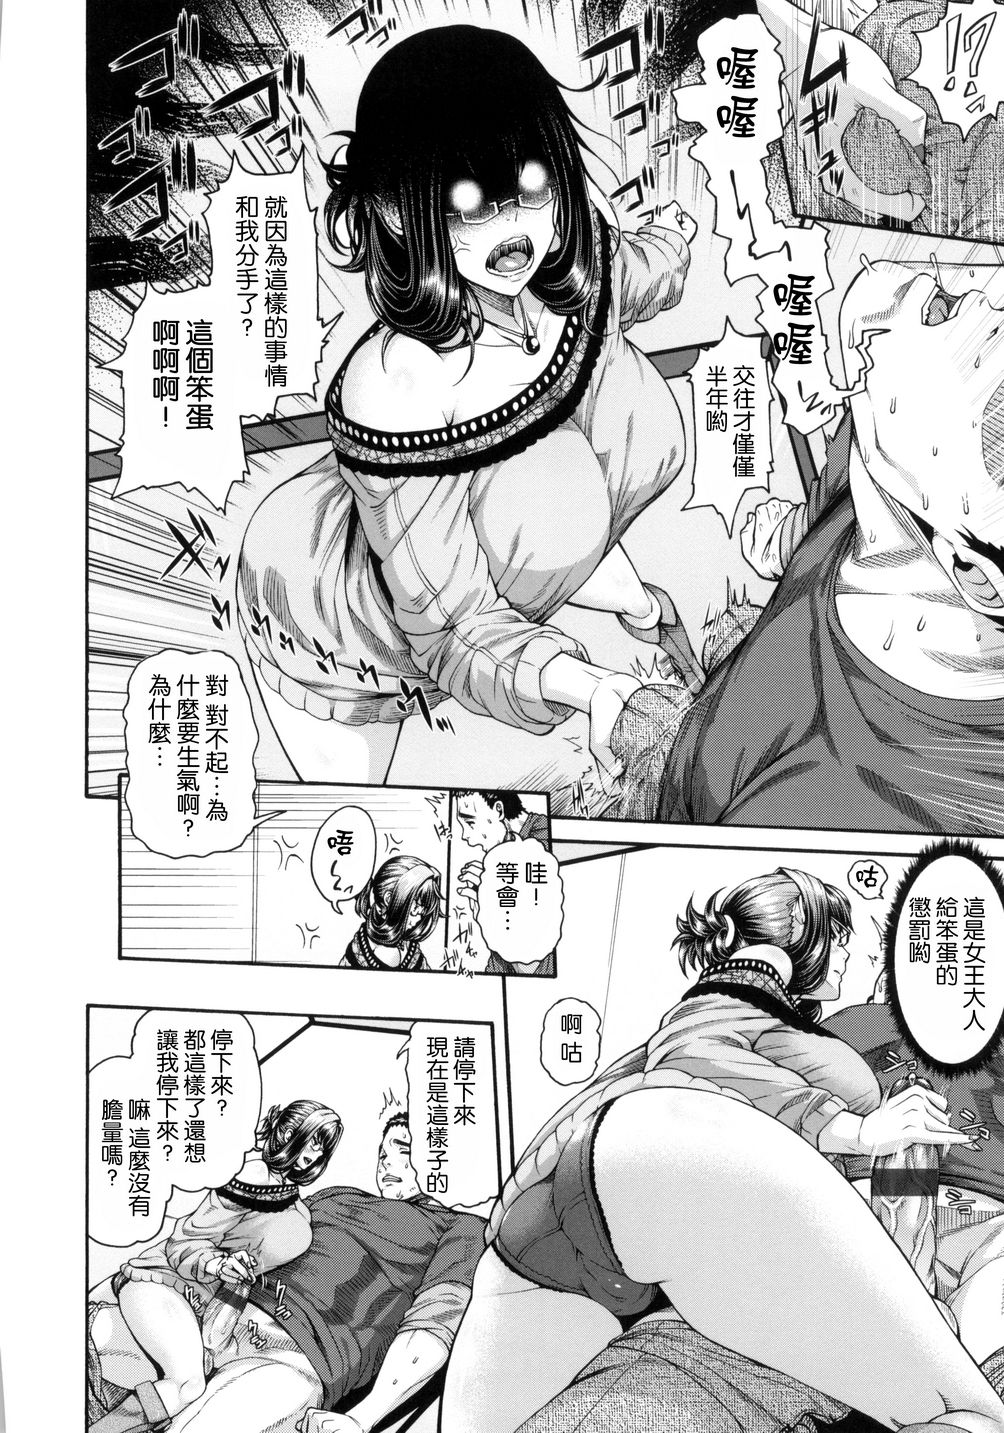 !?
喔
喔
喔
喔
交往才僅僅
半年喲
就因為這樣的事情
和我分手了?
這個笨蛋
啊啊啊!
對 對不起…為
什麼要生氣啊?
為什麼…
哇!
等會…
唔~
這是女王大人
給笨蛋的
懲罰喲
咕
啊
咕
請停下來
現在是這樣子的
停下來?
都這樣了還想
讓我停下來?
嘛 這麼沒有
膽量嗎?